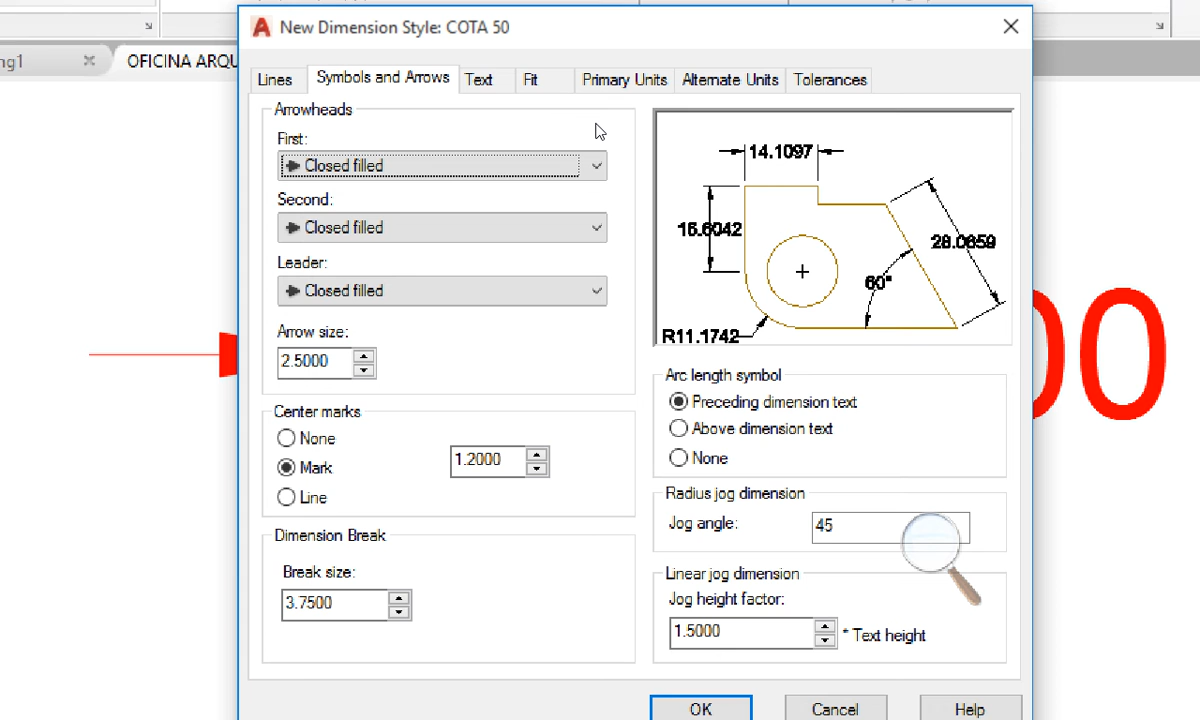 New Dimension Style: COTA 50
ng1
OFICINA ARQU
Lines
Symbols and Arrows
Text
Fit
Primary Units
Alternate Units
Tolerances
Arrowheads
First:
Closed filled
Second:
Closed filled
Leader:
Closed filled
Arrow size:
2.5000
Center marks
None
Mark
1.2000
Line
Dimension Break
Break size:
3.7500
14.1097
16.6042
28.0659
60°
R11.1742
Arc length symbol
Preceding dimension text
Above dimension text
None
Radius jog dimension
Jog angle:
45
Linear jog dimension
Jog height factor:
1.5000
* Text height
00
OK
Cancel
Help